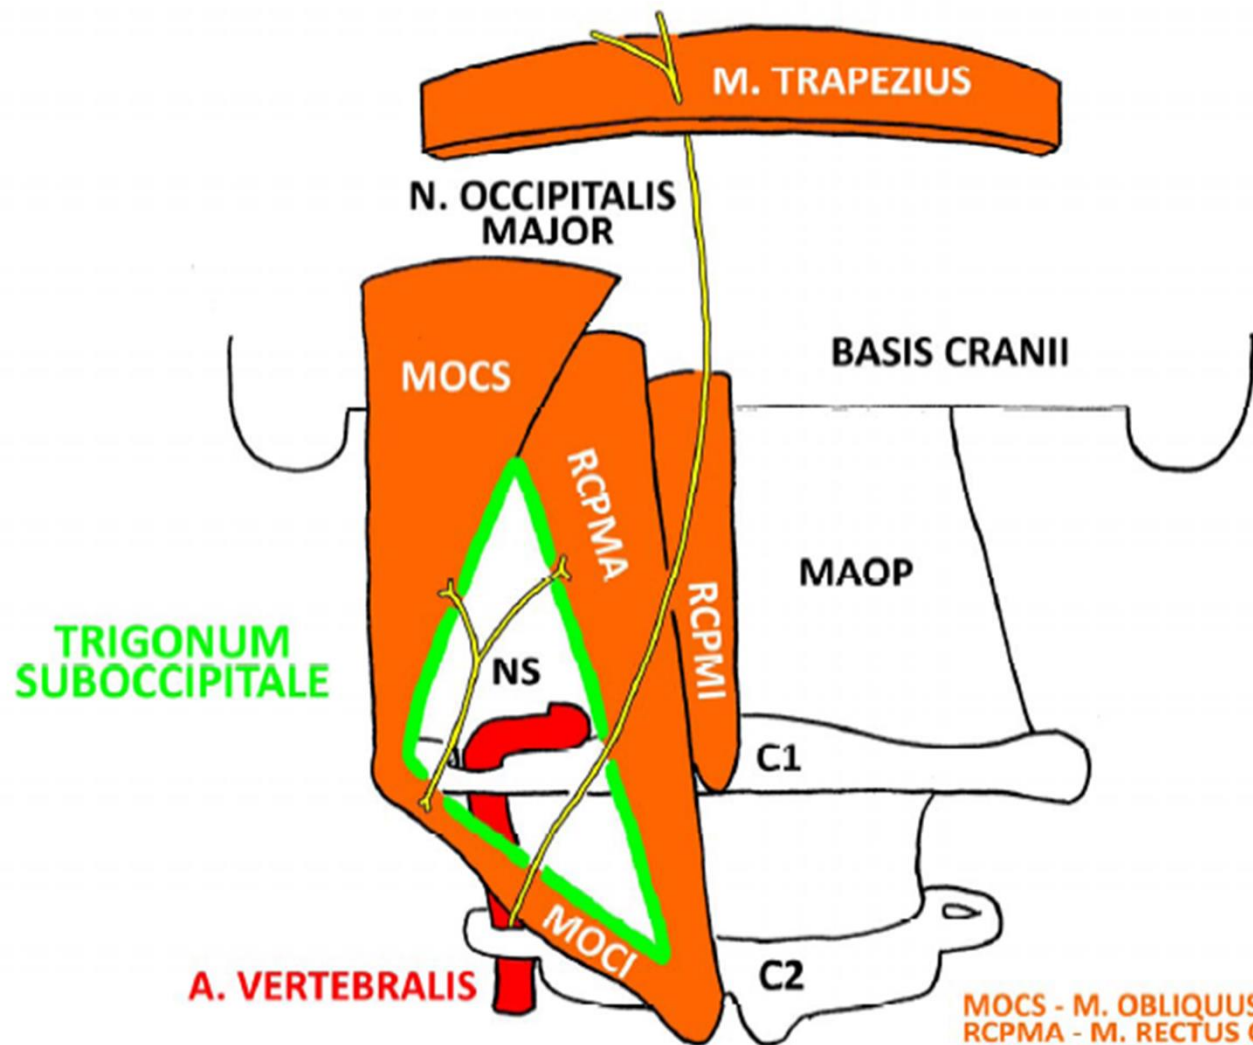 M. TRAPEZIUS
N. OCCIPITALIS
MAJOR
BASIS CRANII
MOCS
RCPMA
MAOP
RCPMI
TRIGONUM
SUBOCCIPITALE
NS
C1
MOCI
C2
A. VERTEBRALIS
MOCS - M. OBLIQUUS
RCPMA - M. RECTUS